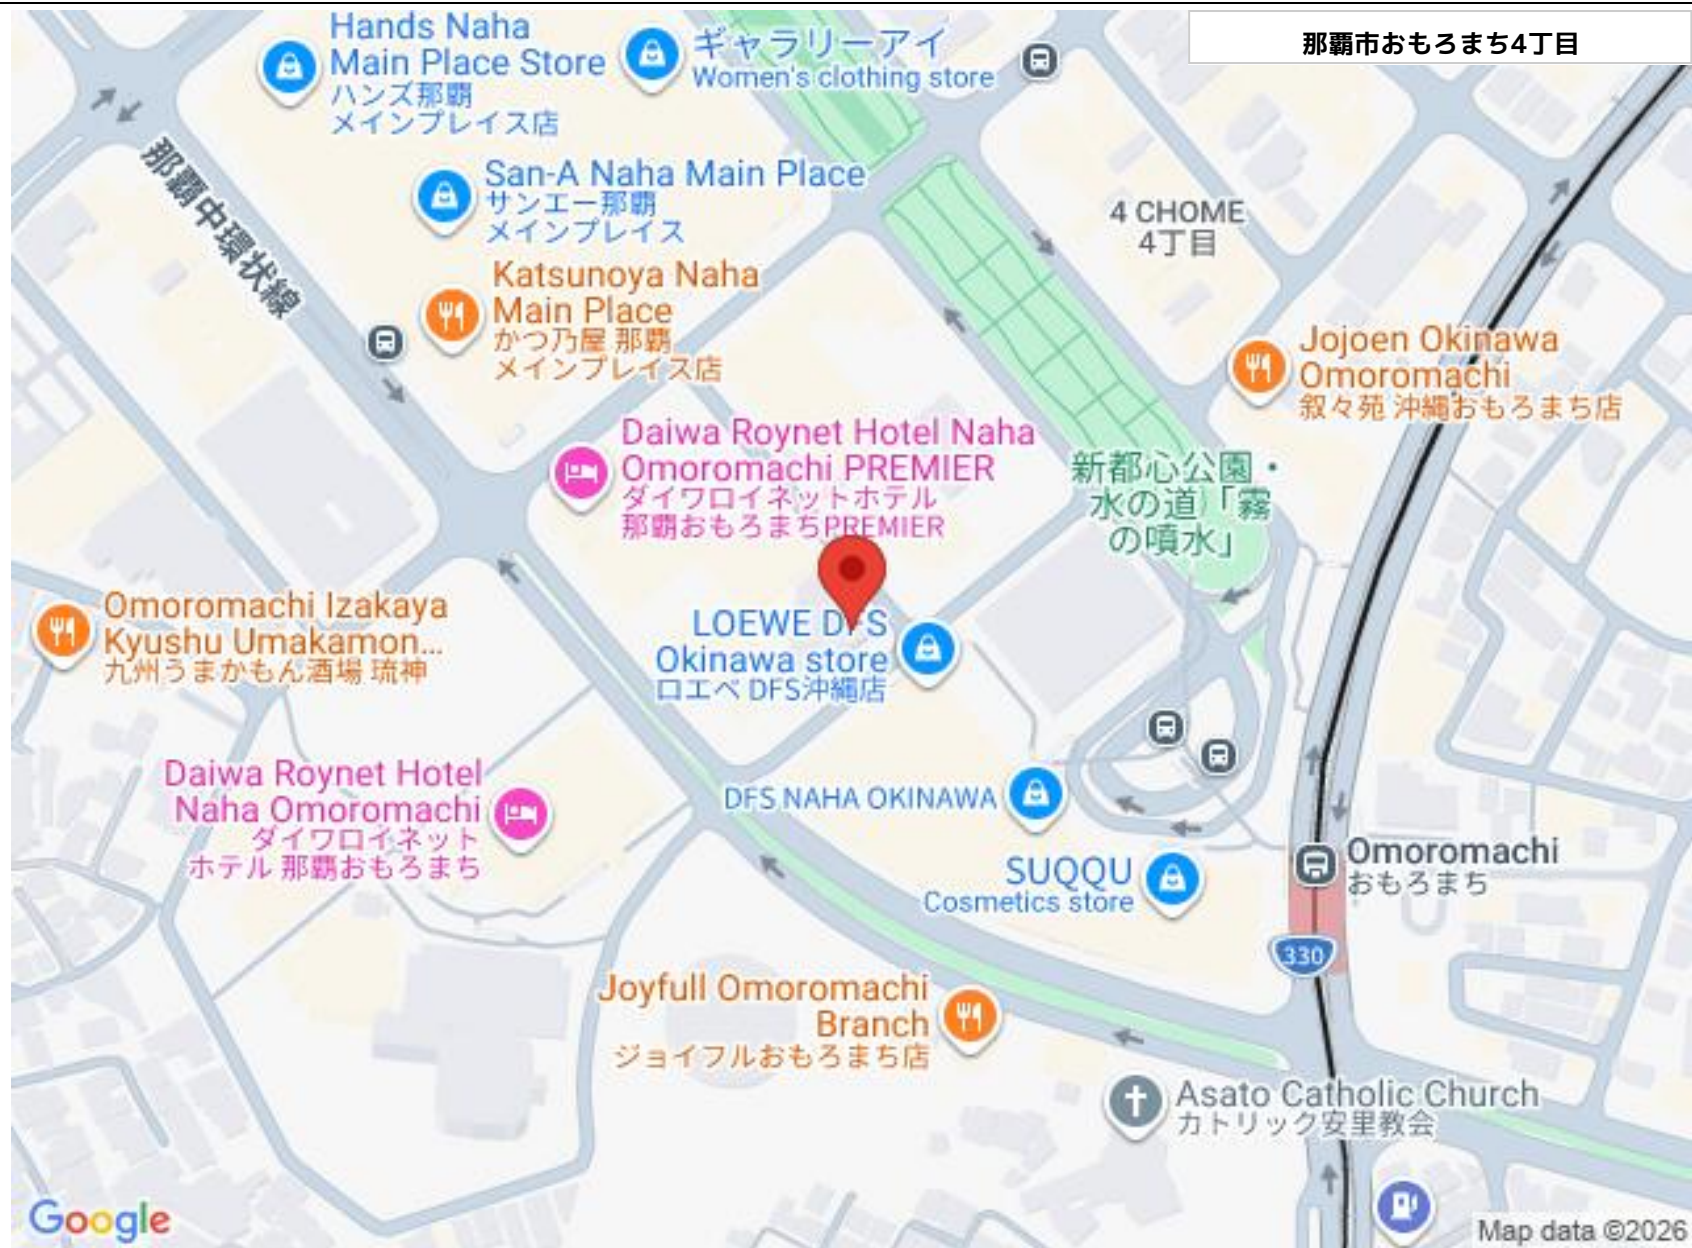 那覇市おもろまち4丁目
Hands Naha
Main Place Store
ハンズ那覇
メインプレイス店
ギャラリーアイ
Women's clothing store
那覇中環状線
San-A Naha Main Place
サンエー那覇
メインプレイス
4 CHOME
4丁目
Katsunoya Naha
Main Place
かつ乃屋 那覇
メインプレイス店
Jojoen Okinawa
Omoromachi
叙々苑 沖縄おもろまち店
Daiwa Roynet Hotel Naha
Omoromachi PREMIER
ダイワロイネットホテル
那覇おもろまちPREMIER
新都心公園・
水の道「霧
の噴水」
Omoromachi Izakaya
Kyushu Umakamon...
九州うまかもん酒場 琉神
LOEWE DFS
Okinawa store
ロエベ DFS沖縄店
Daiwa Roynet Hotel
Naha Omoromachi
ダイワロイネット
ホテル 那覇おもろまち
DFS NAHA OKINAWA
SUQQU
Cosmetics store
Omoromachi
おもろまち
330
Joyfull Omoromachi
Branch
ジョイフルおもろまち店
Asato Catholic Church
カトリック安里教会
Google
Map data ©2026